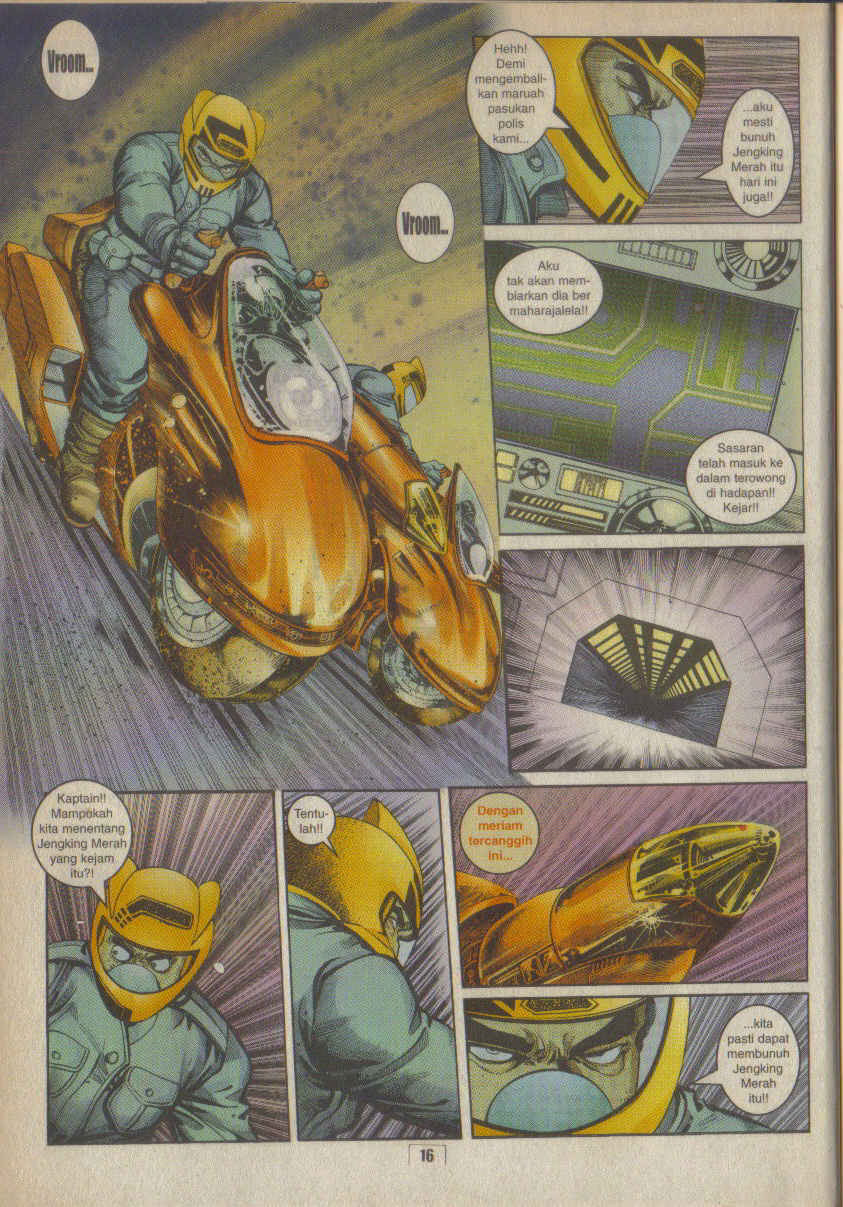 Vroom...
Vroom...
Hehh!
Demi
mengembali-
kan maruah
pasukan
polis
kami...
...aku
mesti
bunuh
Jengking
Merah itu
hari ini
juga!!
Aku
tak akan mem-
biarkan dia ber
maharajalela!!
Sasaran
telah masuk ke
dalam terowong
di hadapan!!
Kejar!!
Kaptain!!
Mampukah
kita menentang
Jengking Merah
yang kejam
itu?!
Tentu-
lah!!
Dengan
meriam
tercanggih
ini...
...kita
pasti dapat
membunuh
Jengking
Merah
itu!!
16